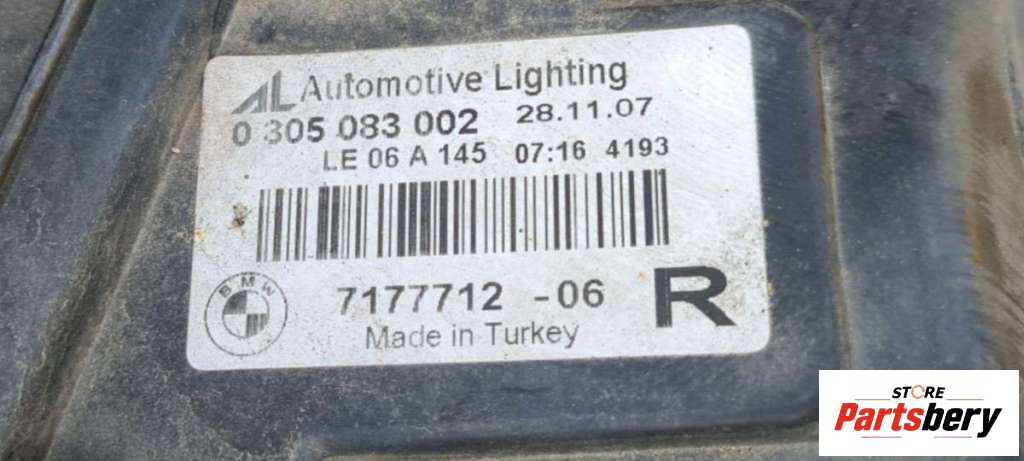 AL Automotive Lighting
0 305 083 002 28.11.07
LE 06 A 145 07:16 4193
BMW
7177712 -06 R
Made in Turkey
STORE
Partsbery